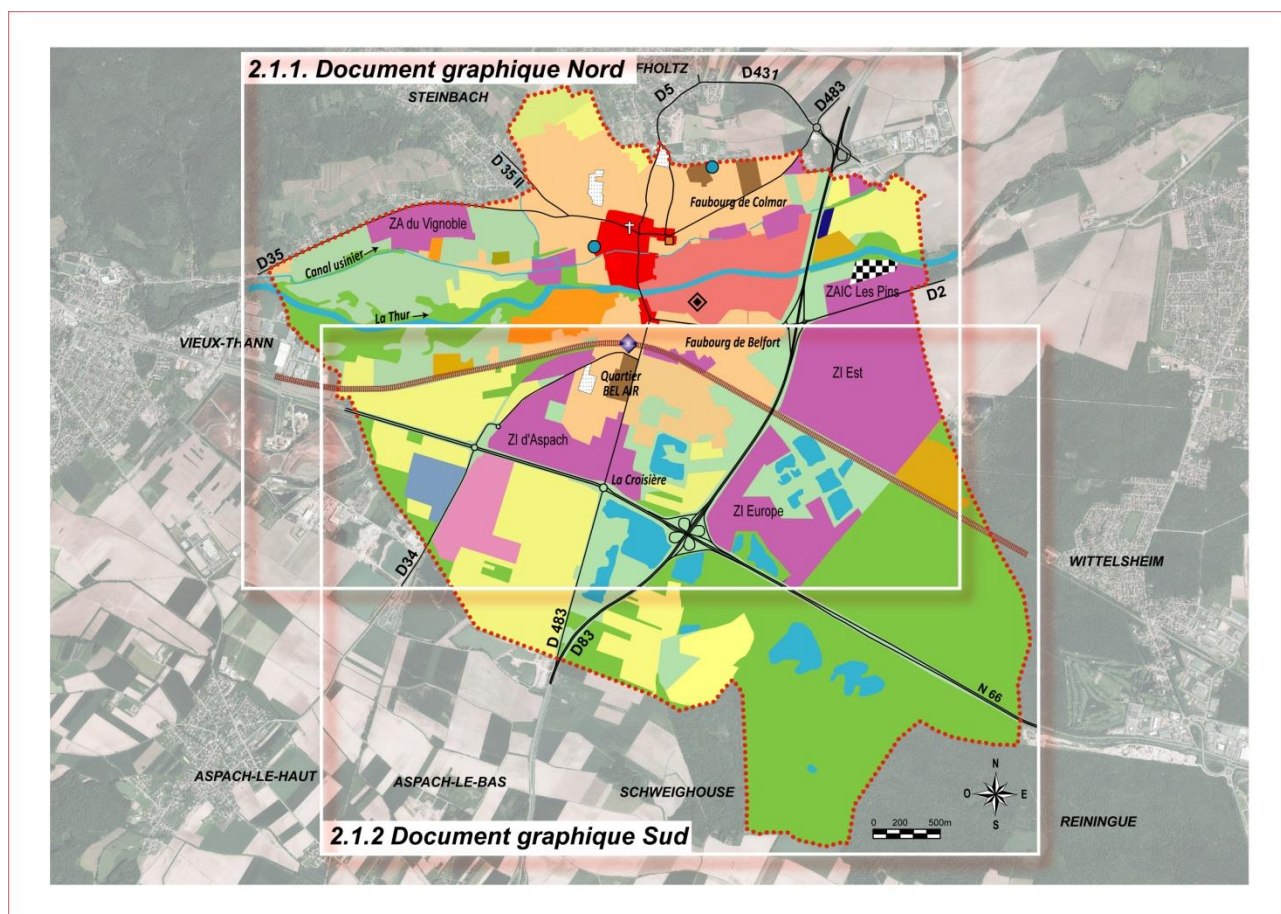 2.1.1. Document graphique Nord
FHOLTZ
D431
STEINBACH
D5
D483
D 35 II
Faubourg de Colmar
ZA du Vignoble
D35
Canal usinier
ZAIC Les Pins
D2
La Thur
VIEUX-THANN
Faubourg de Belfort
Quartier
BEL AIR
ZI Est
ZI d'Aspach
La Croisière
ZI Europe
WITTELSHEIM
D34
D 483
D83
N 66
ASPACH-LE-HAUT
ASPACH-LE-BAS
SCHWEIGHOUSE
N
O
E
S
REININGUE
0 200 500m
2.1.2 Document graphique Sud